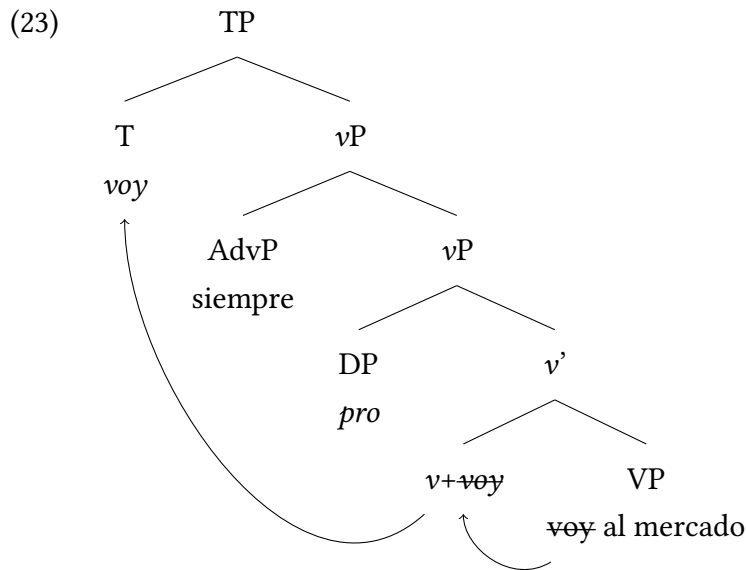 (23) TP
T vP
voy
AdvP vP
siempre
DP v’
pro
v+voy VP
voy al mercado